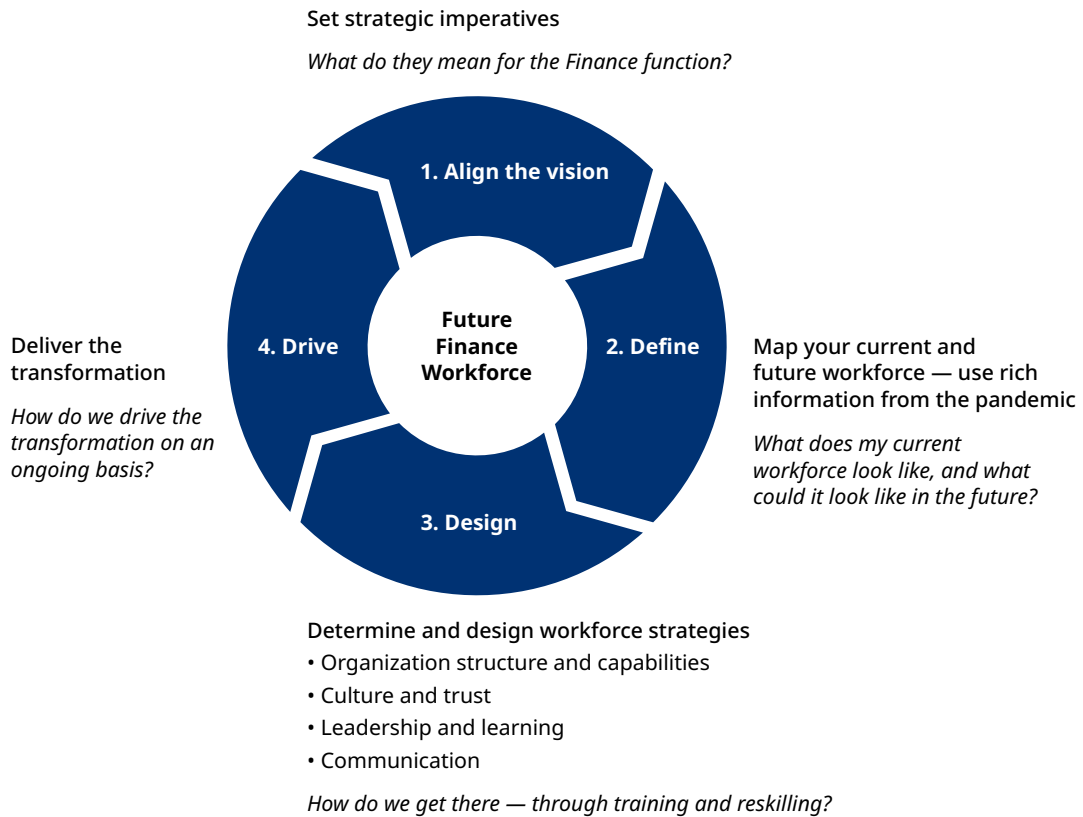 Set strategic imperatives
What do they mean for the Finance function?
1. Align the vision
Future
Finance
Workforce
4. Drive
2. Define
Deliver the
transformation
How do we drive the
transformation on an
ongoing basis?
Map your current and
future workforce — use rich
information from the pandemic
What does my current
workforce look like, and what
could it look like in the future?
3. Design
Determine and design workforce strategies
• Organization structure and capabilities
• Culture and trust
• Leadership and learning
• Communication
How do we get there — through training and reskilling?